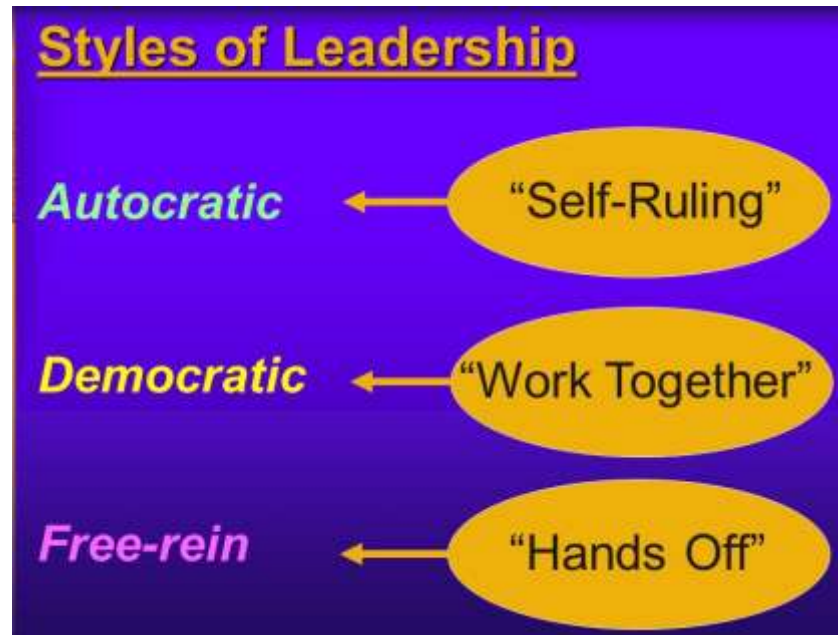 Styles of Leadership
Autocratic
“Self-Ruling”
Democratic
“Work Together”
Free-rein
“Hands Off”